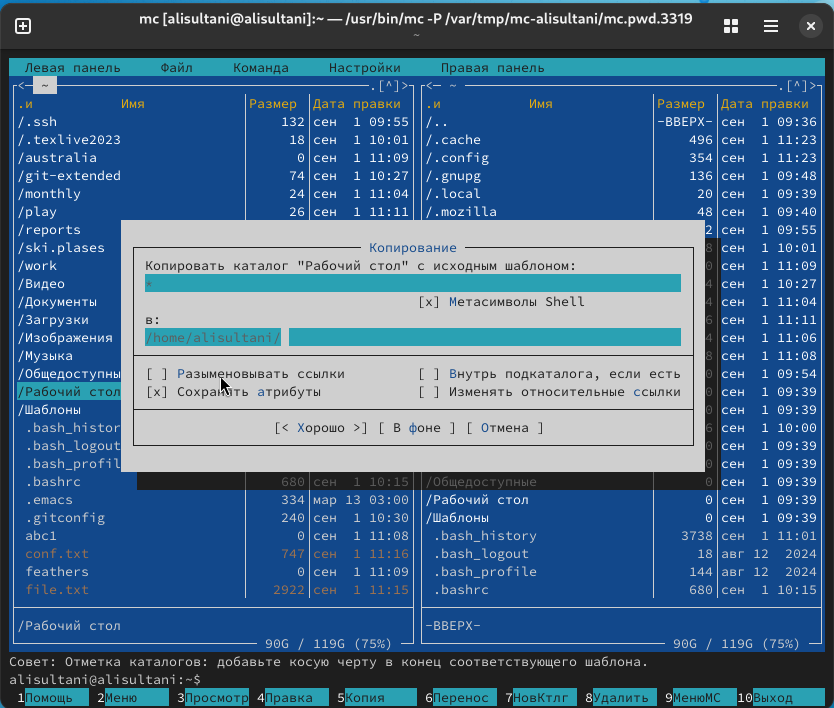 mc [alisultani@alisultani]:~ — /usr/bin/mc -P /var/tmp/mc-alisultani/mc.pwd.3319
~
Левая панель Файл Команда Настройки Правая панель
<— ~ .[^]> <— ~ .[^]>
.и Имя Размер Дата правки .и Имя Размер Дата правки
/.ssh 132 сен 1 09:55 /.. -ВВЕРХ- сен 1 09:36
/.texlive2023 18 сен 1 10:01 /.cache 496 сен 1 11:23
/australia 0 сен 1 11:09 /.config 354 сен 1 11:23
/git-extended 74 сен 1 10:27 /.gnupg 136 сен 1 09:48
/monthly 24 сен 1 11:04 /.local 20 сен 1 09:39
/play 26 сен 1 11:11 /.mozilla 48 сен 1 09:40
/reports 2 сен 1 09:55
/ski.plases 8 сен 1 10:01
/work 0 сен 1 11:09
/Видео 4 сен 1 10:27
/Документы 4 сен 1 11:04
/Загрузки 6 сен 1 11:11
/Изображения 4 сен 1 11:06
/Музыка 8 сен 1 11:08
/Общедоступны 0 сен 1 09:54
/Рабочий стол 0 сен 1 09:39
/Шаблоны 0 сен 1 09:39
.bash_histor 6 сен 1 10:00
.bash_logout 0 сен 1 09:39
.bash_profil 0 сен 1 09:39
Копирование
Копировать каталог "Рабочий стол" с исходным шаблоном:
*
[x] Метасимволы Shell
в:
/home/alisultani/
[ ] Разыменовывать ссылки [ ] Внутрь подкаталога, если есть
[x] Сохранять атрибуты [ ] Изменять относительные ссылки
[< Хорошо >] [ В фоне ] [ Отмена ]
.bashrc 680 сен 1 10:15 /Общедоступные 0 сен 1 09:39
.emacs 334 мар 13 03:00 /Рабочий стол 0 сен 1 09:39
.gitconfig 240 сен 1 10:30 /Шаблоны 0 сен 1 09:39
abc1 0 сен 1 11:08 .bash_history 3738 сен 1 11:01
conf.txt 747 сен 1 11:16 .bash_logout 18 авг 12 2024
feathers 0 сен 1 11:09 .bash_profile 144 авг 12 2024
file.txt 2922 сен 1 11:15 .bashrc 680 сен 1 10:15
/Рабочий стол -ВВЕРХ-
90G / 119G (75%) 90G / 119G (75%)
Совет: Отметка каталогов: добавьте косую черту в конец соответствующего шаблона.
alisultani@alisultani:~$
1Помощь 2Меню 3Просмотр 4Правка 5Копия 6Перенос 7НовКтлг 8Удалить 9МенюМС 10Выход